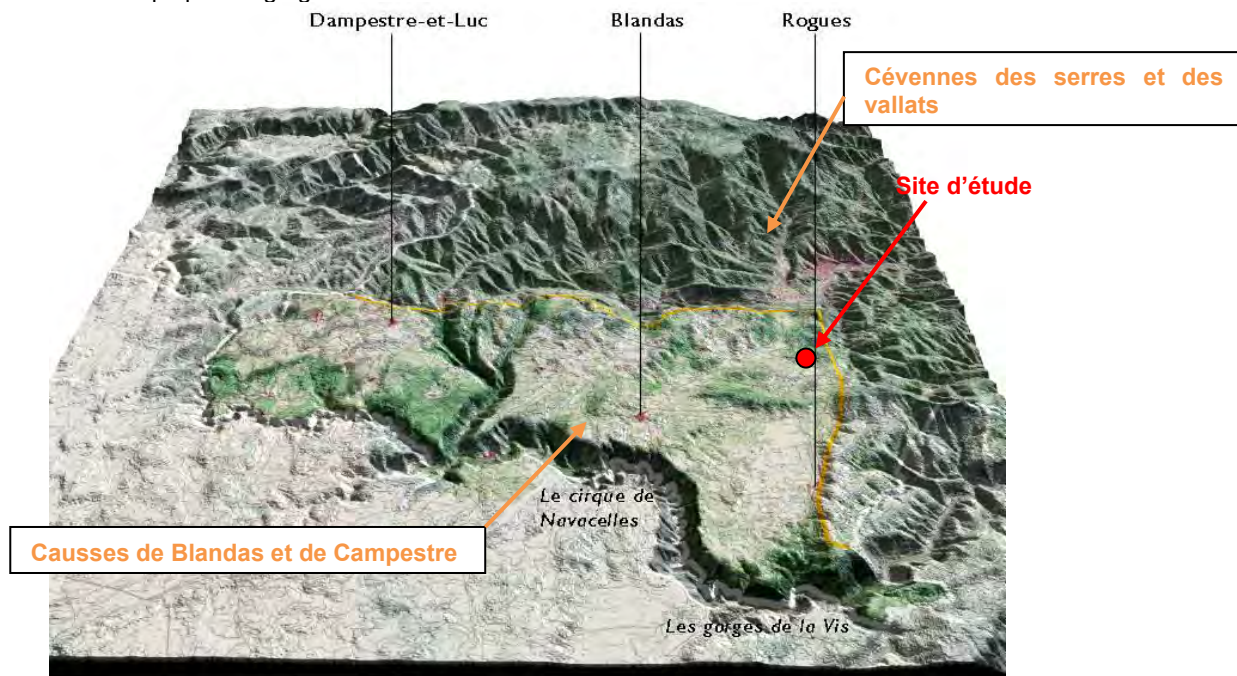 Dampestre-et-Luc
Blandas
Rogues
Cévennes des serres et des
vallats
Site d'étude
Le cirque de
Navacelles
Causses de Blandas et de Campestre
Les gorges de la Vis